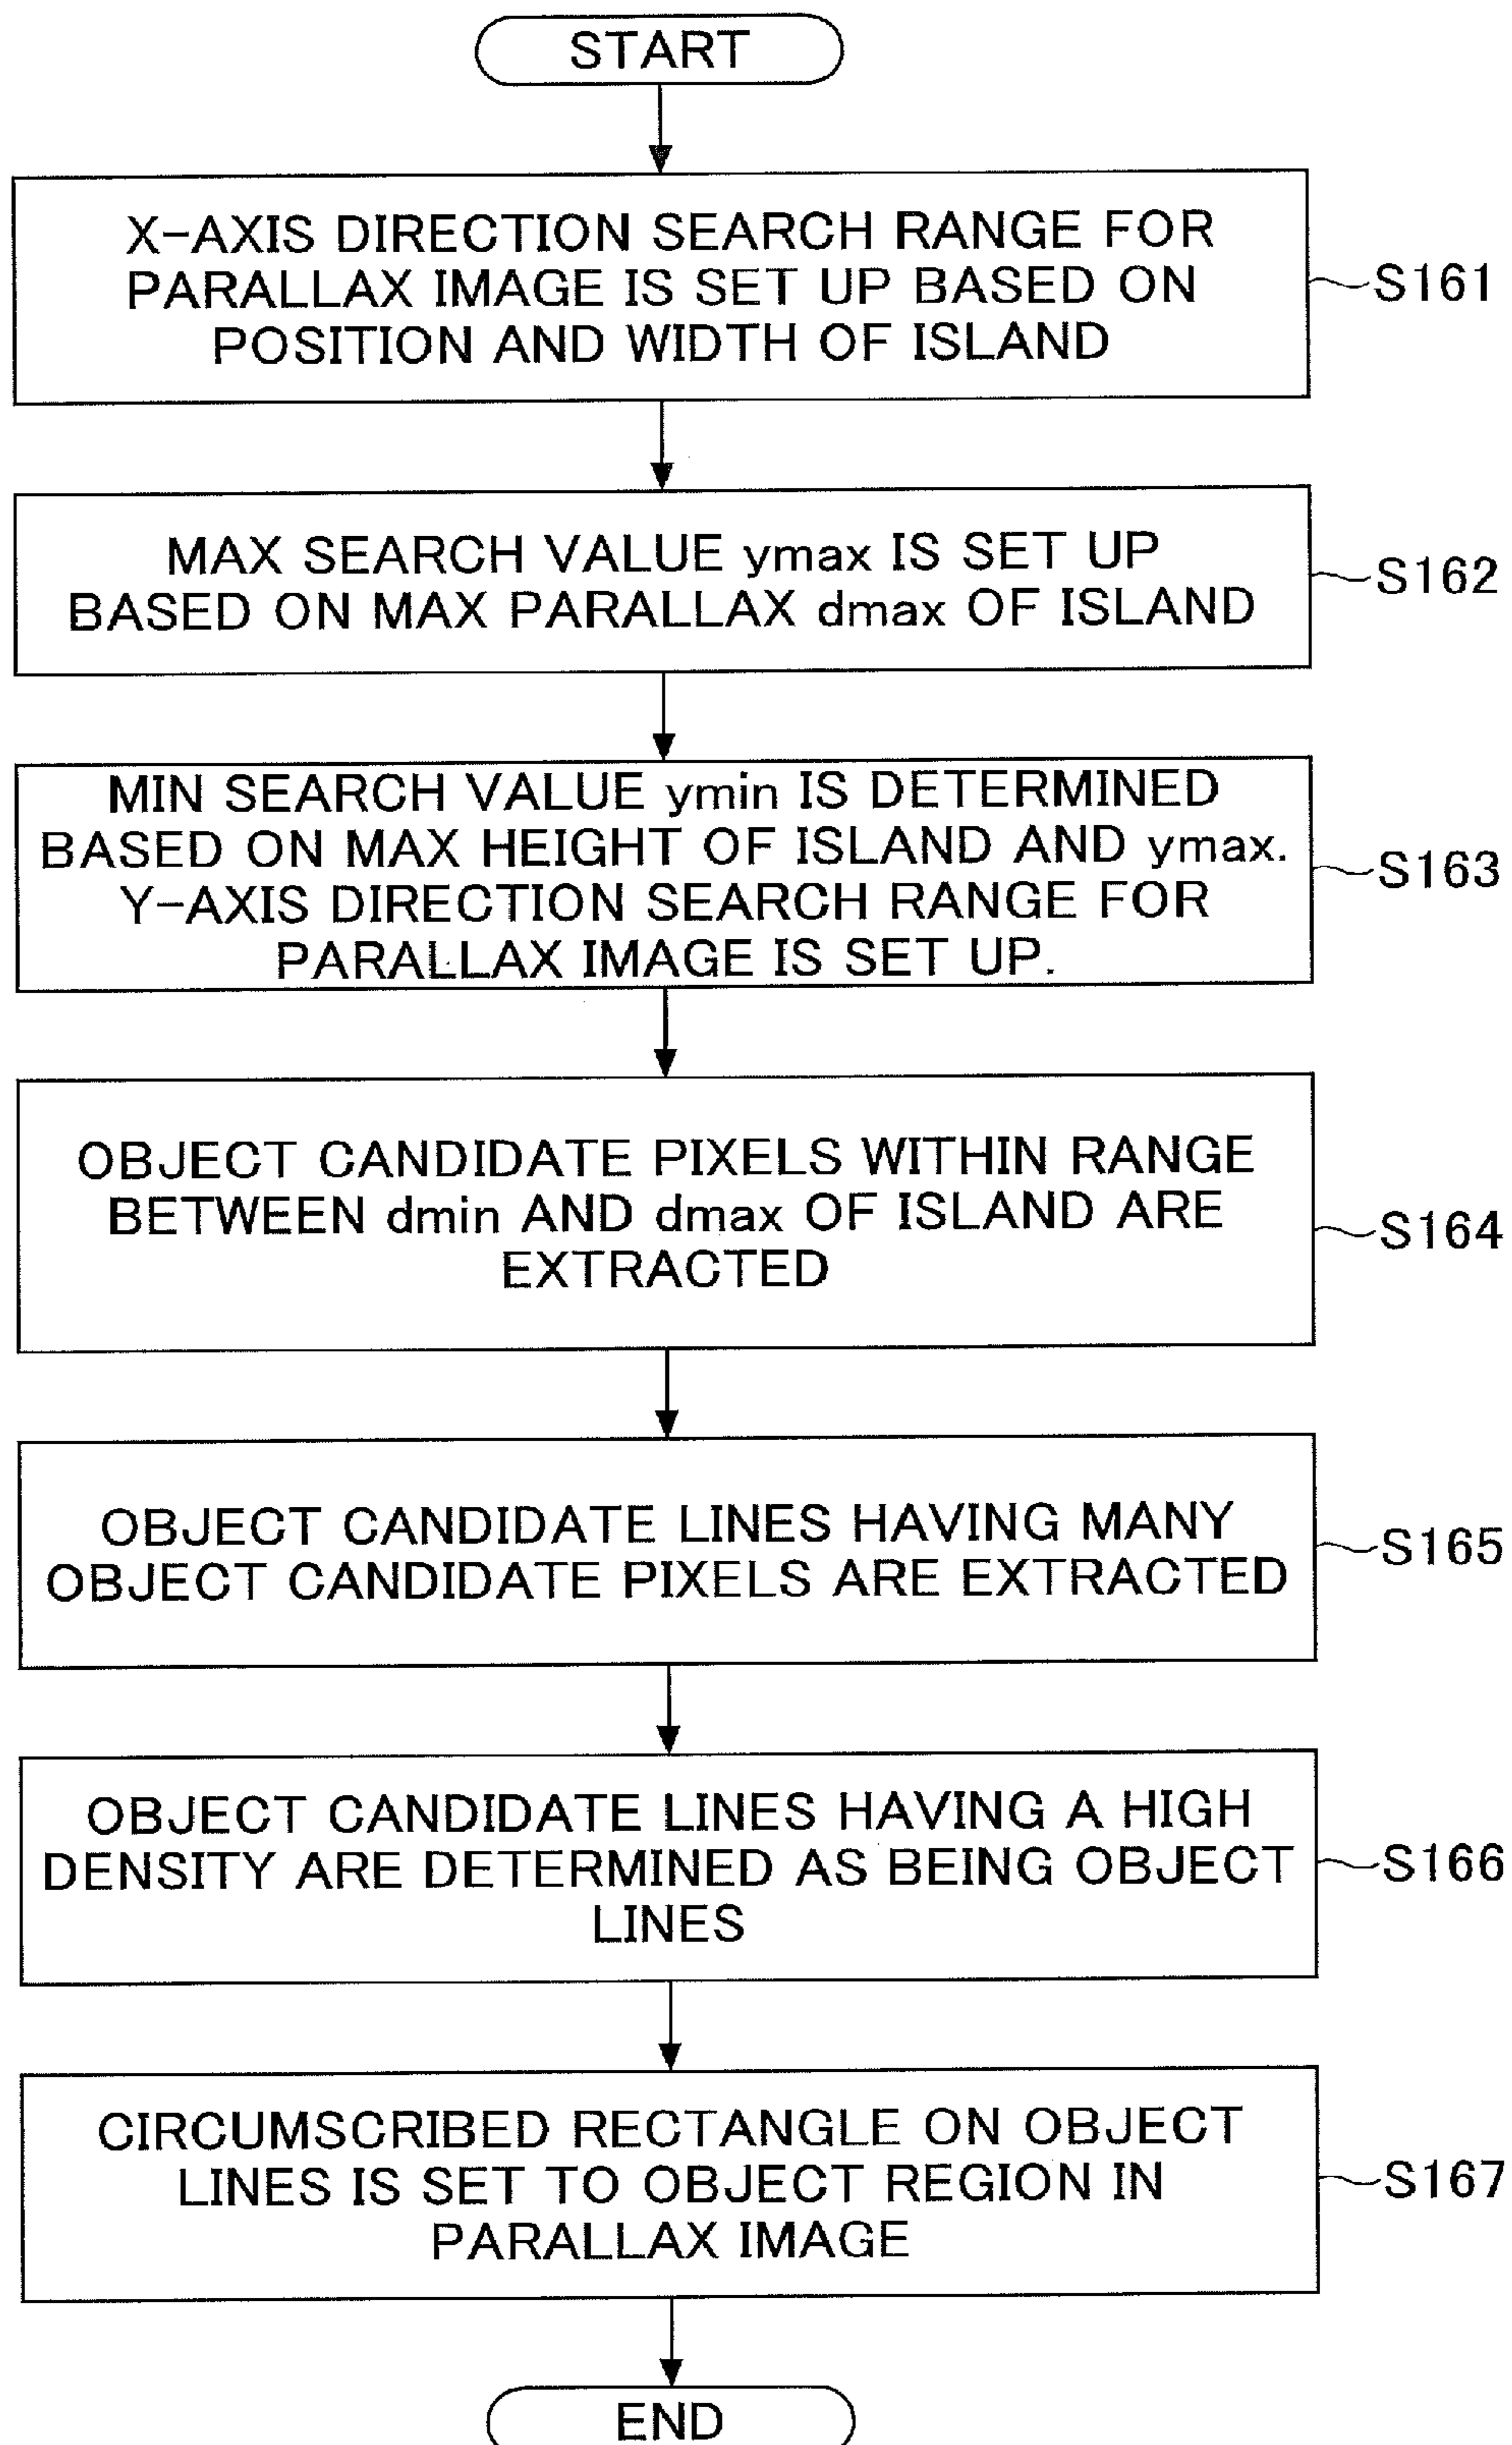 START
X-AXIS DIRECTION SEARCH RANGE FOR
PARALLAX IMAGE IS SET UP BASED ON
POSITION AND WIDTH OF ISLAND
S161
MAX SEARCH VALUE ymax IS SET UP
BASED ON MAX PARALLAX dmax OF ISLAND
S162
MIN SEARCH VALUE ymin IS DETERMINED
BASED ON MAX HEIGHT OF ISLAND AND ymax.
Y-AXIS DIRECTION SEARCH RANGE FOR
PARALLAX IMAGE IS SET UP.
S163
OBJECT CANDIDATE PIXELS WITHIN RANGE
BETWEEN dmin AND dmax OF ISLAND ARE
EXTRACTED
S164
OBJECT CANDIDATE LINES HAVING MANY
OBJECT CANDIDATE PIXELS ARE EXTRACTED
S165
OBJECT CANDIDATE LINES HAVING A HIGH
DENSITY ARE DETERMINED AS BEING OBJECT
LINES
S166
CIRCUMSCRIBED RECTANGLE ON OBJECT
LINES IS SET TO OBJECT REGION IN
PARALLAX IMAGE
S167
END